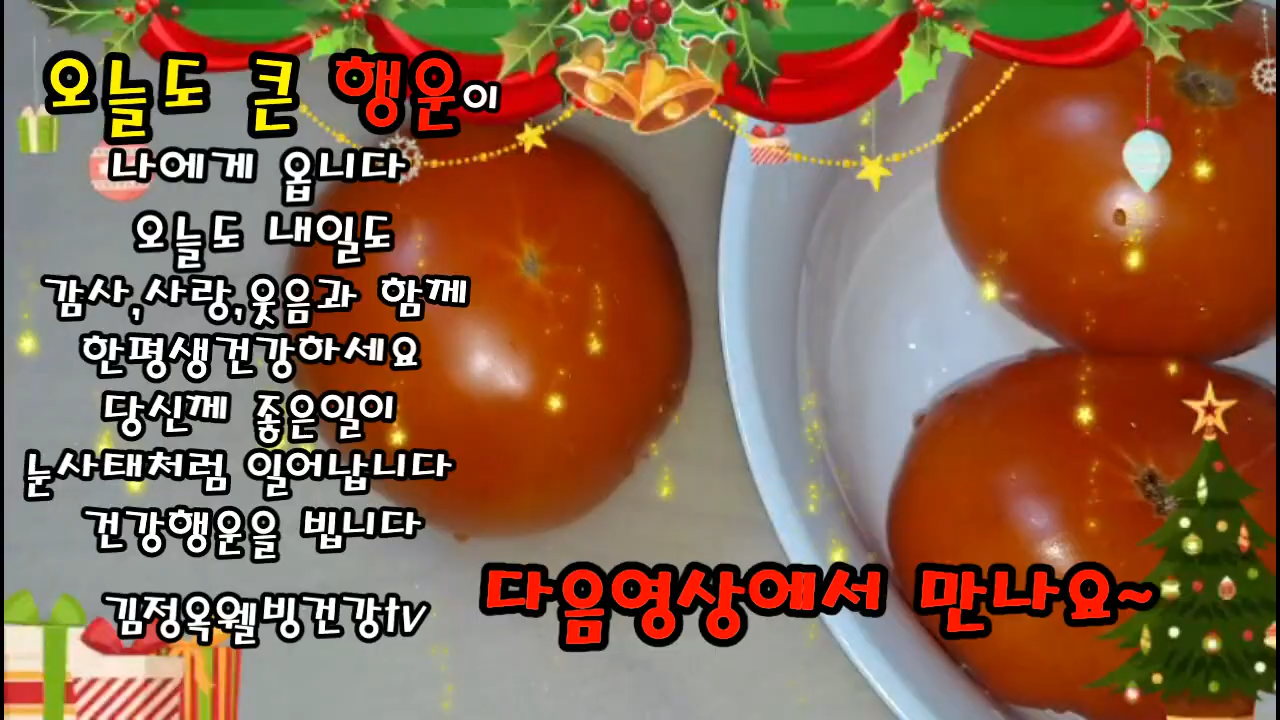 오늘도 큰 행운이
나에게 옵니다
오늘도 내일도
감사,사랑,웃음과 함께
한평생건강하세요
당신께 좋은일이
눈사태처럼 일어납니다
건강행운을 빕니다
김정옥웰빙건강tv
다음영상에서 만나요~